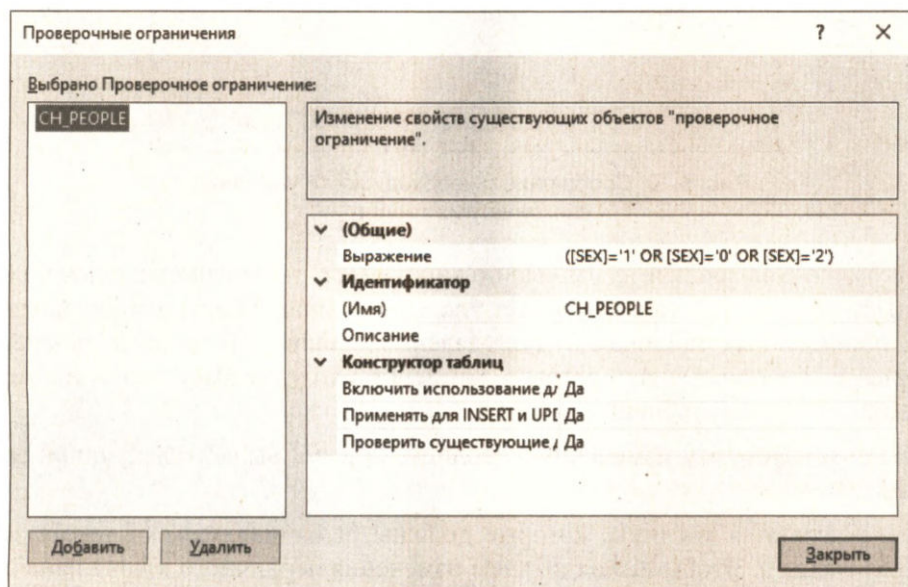 Проверочные ограничения ? ×
Выбрано Проверочное ограничение:
CH_PEOPLE
Изменение свойств существующих объектов "проверочное
ограничение".
(Общие)
Выражение ([SEX]='1' OR [SEX]='0' OR [SEX]='2')
Идентификатор
(Имя) CH_PEOPLE
Описание
Конструктор таблиц
Включить использование д/ Да
Применять для INSERT и UPI Да
Проверить существующие / Да
Добавить Удалить
Закрыть